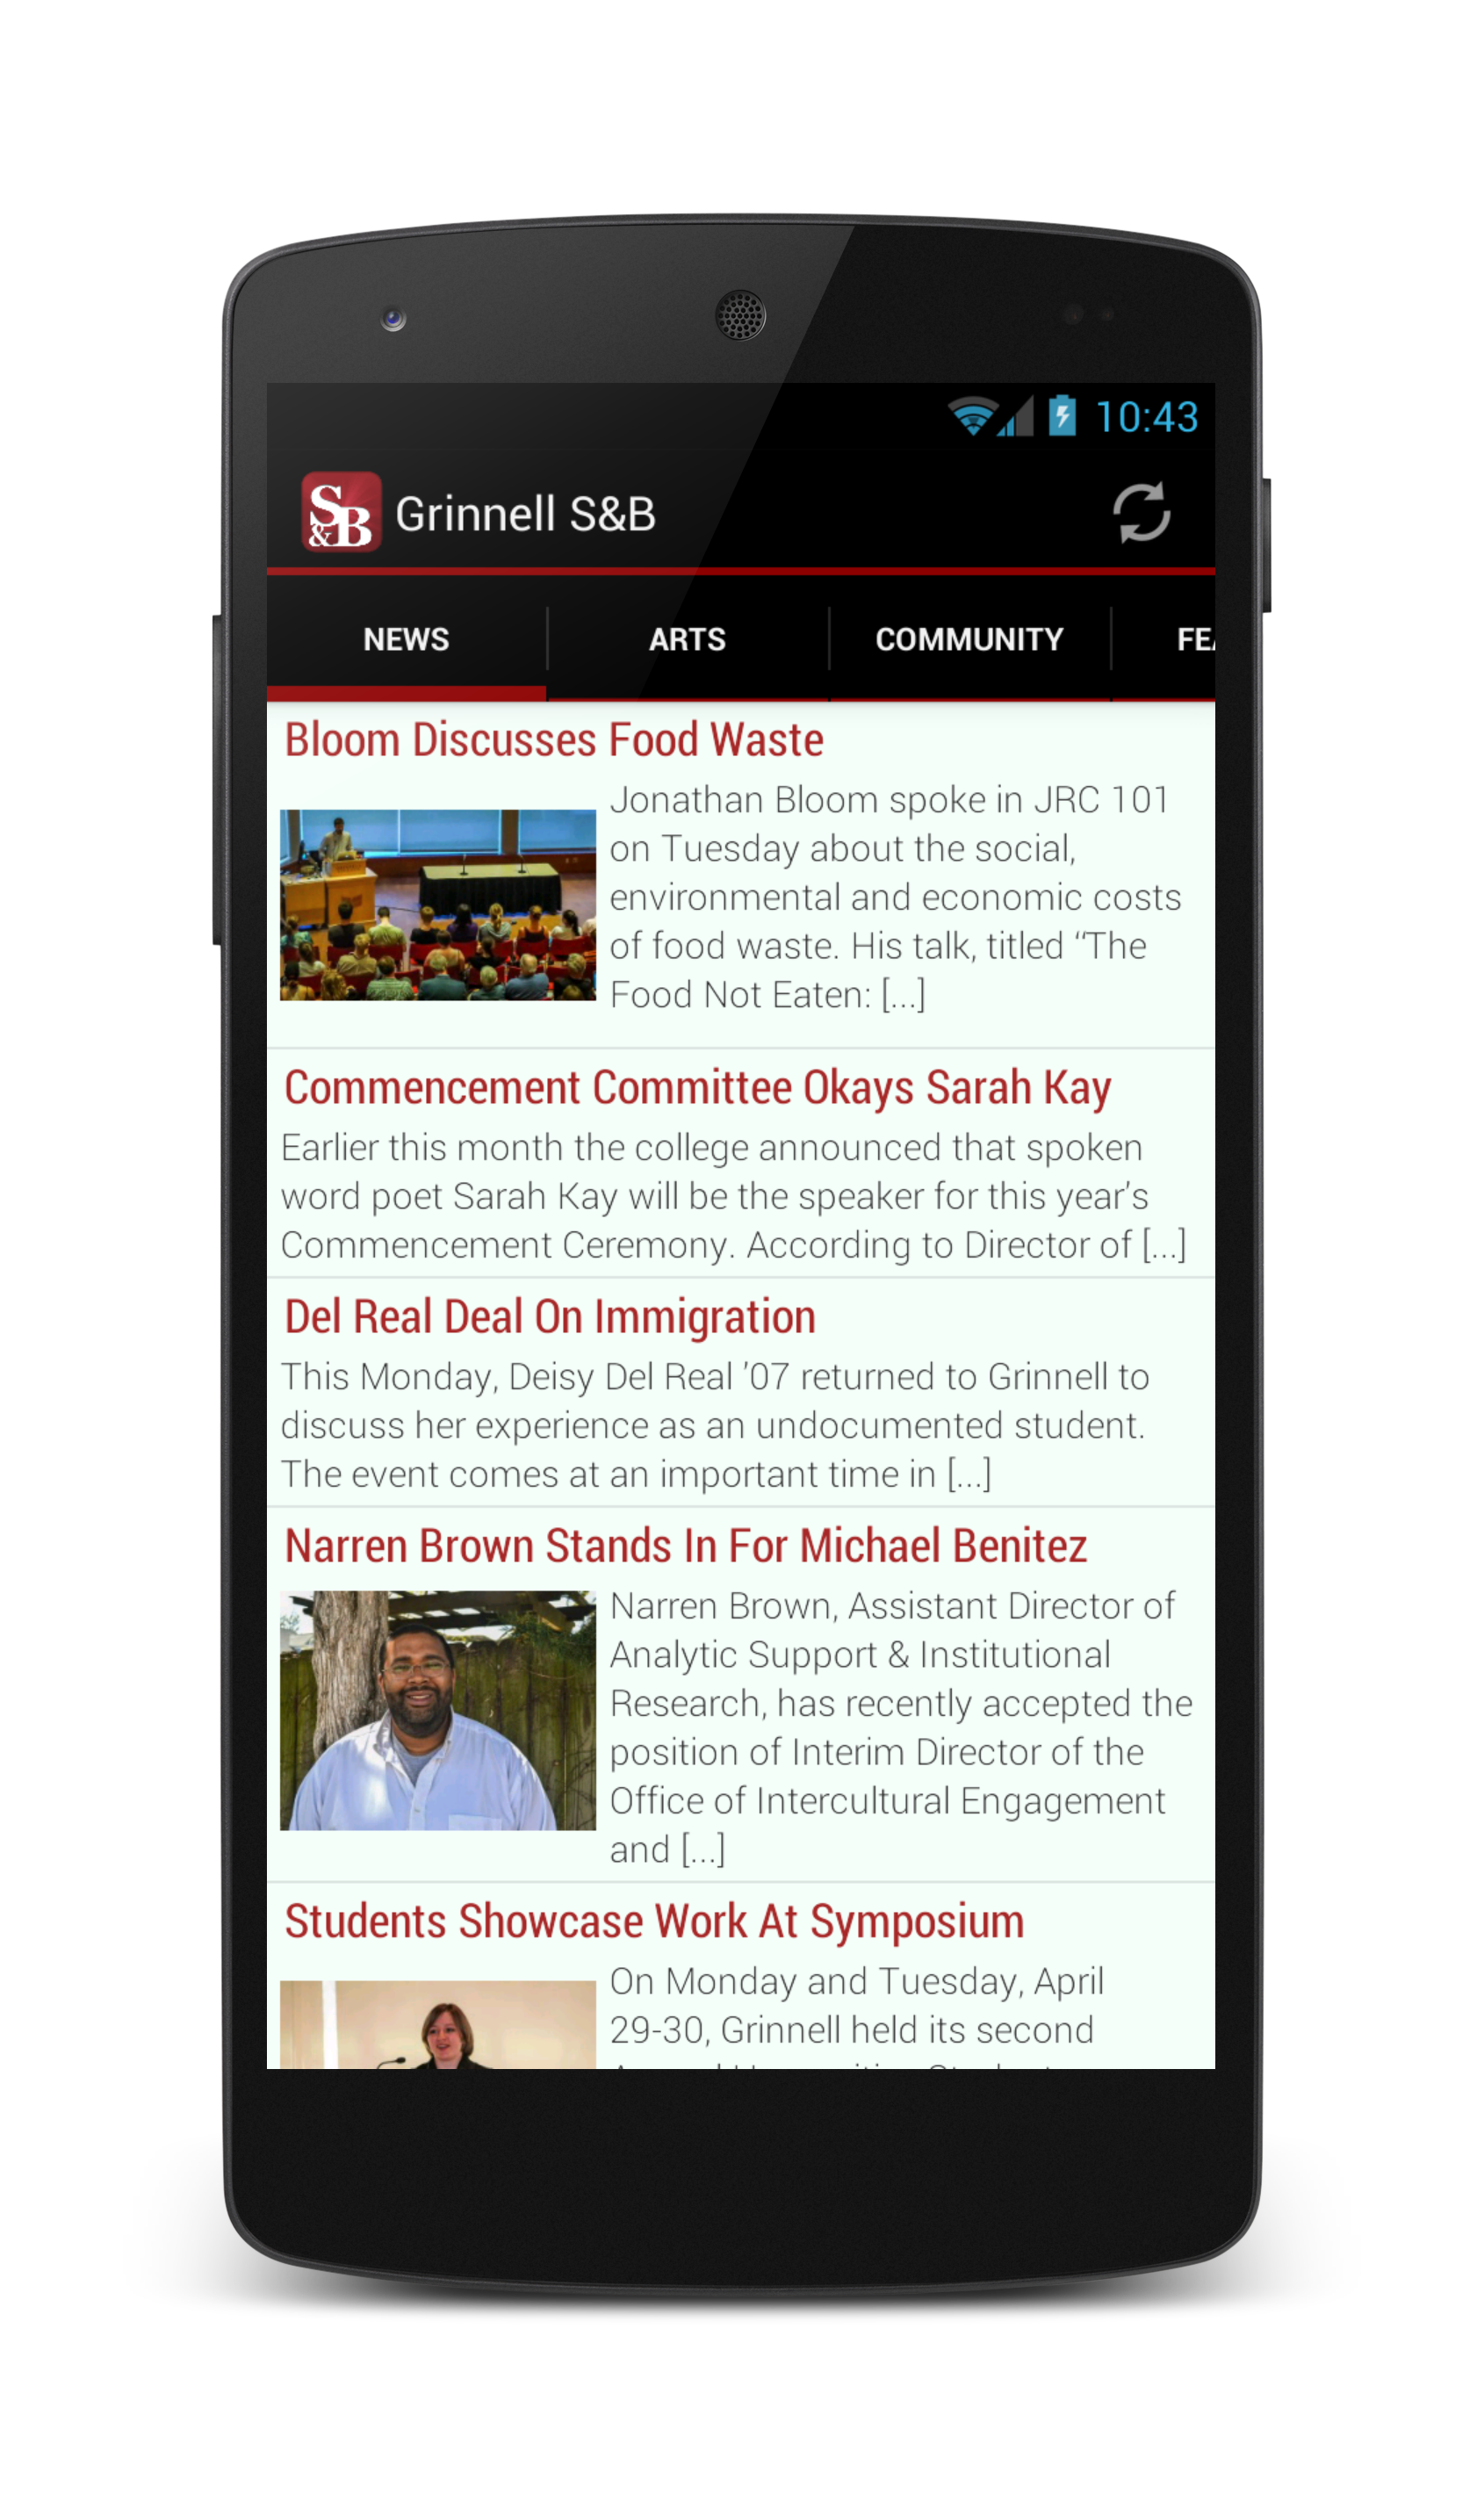 10:43
S&B Grinnell S&B
NEWS ARTS COMMUNITY
Bloom Discusses Food Waste
Jonathan Bloom spoke in JRC 101
on Tuesday about the social,
environmental and economic costs
of food waste. His talk, titled “The
Food Not Eaten: [...]
Commencement Committee Okays Sarah Kay
Earlier this month the college announced that spoken
word poet Sarah Kay will be the speaker for this year’s
Commencement Ceremony. According to Director of [...]
Del Real Deal On Immigration
This Monday, Deisy Del Real ’07 returned to Grinnell to
discuss her experience as an undocumented student.
The event comes at an important time in [...]
Narren Brown Stands In For Michael Benitez
Narren Brown, Assistant Director of
Analytic Support & Institutional
Research, has recently accepted the
position of Interim Director of the
Office of Intercultural Engagement
and [...]
Students Showcase Work At Symposium
On Monday and Tuesday, April
29-30, Grinnell held its second